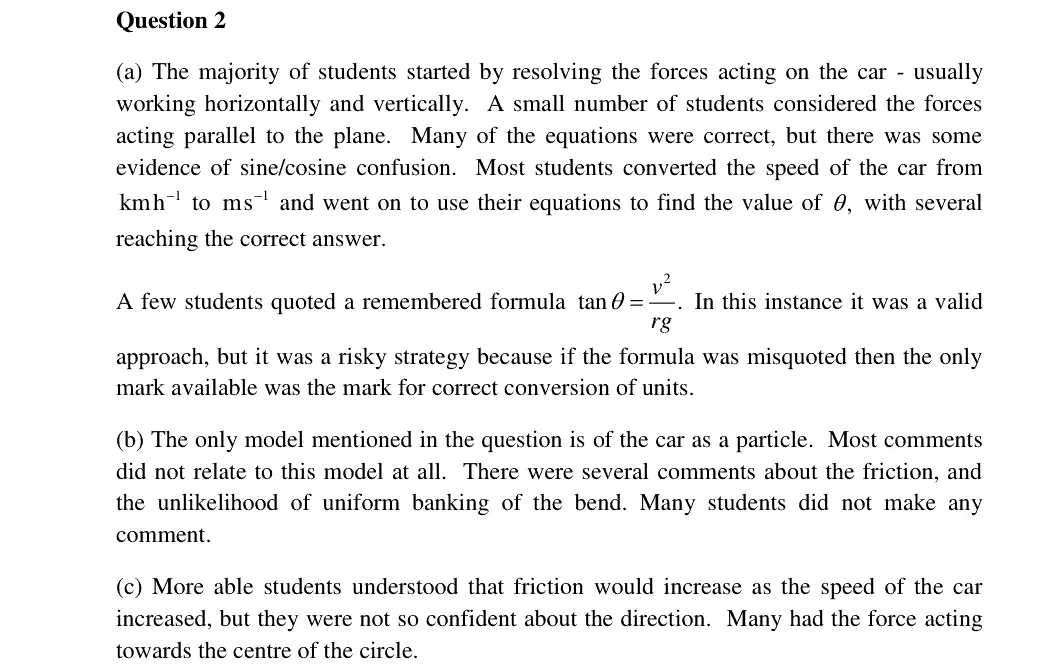 Question 2
(a) The majority of students started by resolving the forces acting on the car - usually
working horizontally and vertically. A small number of students considered the forces
acting parallel to the plane. Many of the equations were correct, but there was some
evidence of sine/cosine confusion. Most students converted the speed of the car from
km h⁻¹ to m s⁻¹ and went on to use their equations to find the value of θ, with several
reaching the correct answer.
A few students quoted a remembered formula tan θ = v²/rg. In this instance it was a valid
approach, but it was a risky strategy because if the formula was misquoted then the only
mark available was the mark for correct conversion of units.
(b) The only model mentioned in the question is of the car as a particle. Most comments
did not relate to this model at all. There were several comments about the friction, and
the unlikelihood of uniform banking of the bend. Many students did not make any
comment.
(c) More able students understood that friction would increase as the speed of the car
increased, but they were not so confident about the direction. Many had the force acting
towards the centre of the circle.